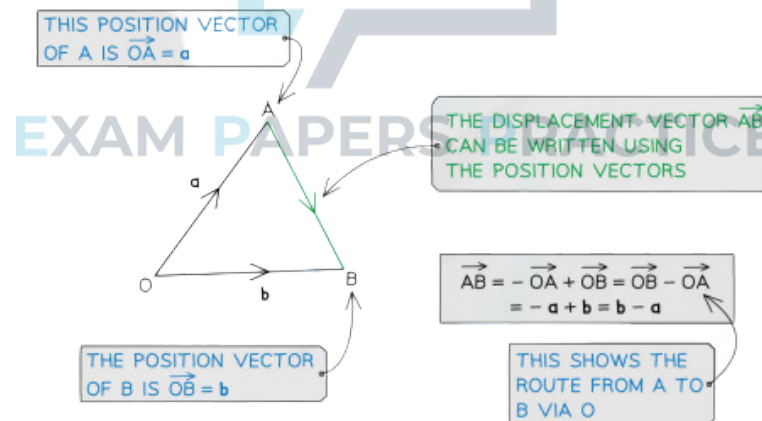 THIS POSITION VECTOR
OF A IS OA→ = a
EXAM PAPERS PRACTICE
A
THE DISPLACEMENT VECTOR AB→
CAN BE WRITTEN USING
THE POSITION VECTORS
a
O
B
b
AB→ = - OA→ + OB→ = OB→ - OA→
= - a + b = b - a
THE POSITION VECTOR
OF B IS OB→ = b
THIS SHOWS THE
ROUTE FROM A TO
B VIA O